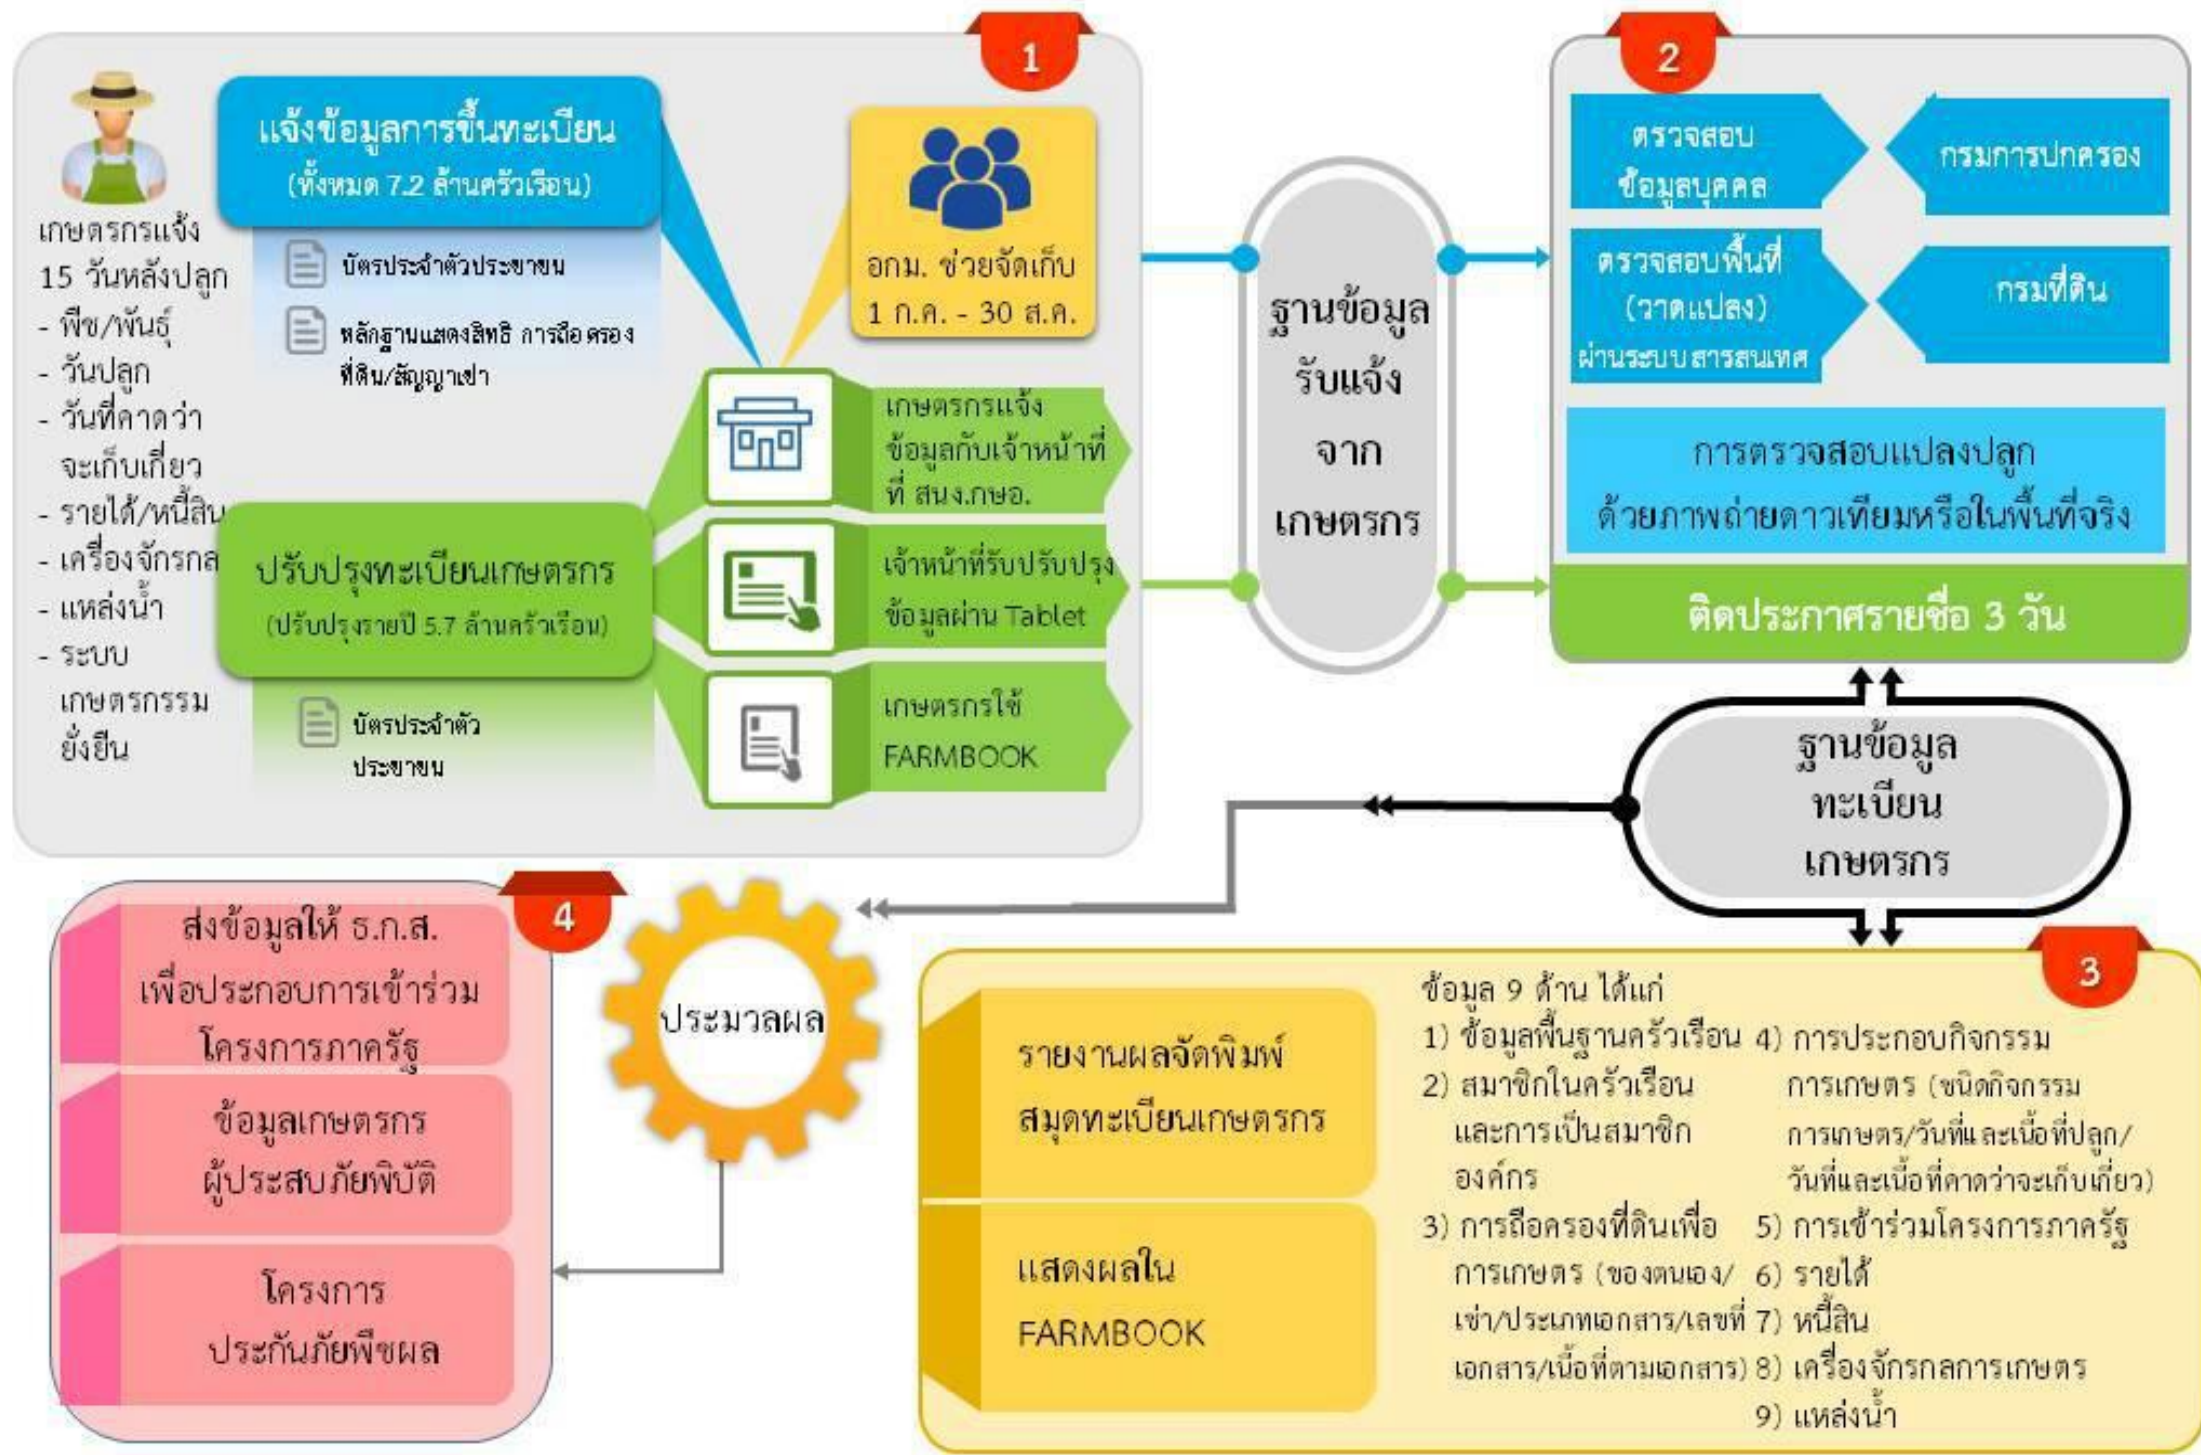 1
เกษตรกรแจ้ง
15 วันหลังปลูก
- พืช/พันธุ์
- วันปลูก
- วันที่คาดว่า
จะเก็บเกี่ยว
- รายได้/หนี้สิน
- เครื่องจักรกล
- แหล่งน้ำ
- ระบบ
เกษตรกรรม
ยั่งยืน
แจ้งข้อมูลการขึ้นทะเบียน
(ทั้งหมด 7.2 ล้านครัวเรือน)
บัตรประจำตัวประชาชน
หลักฐานแสดงสิทธิ การถือครอง
ที่ดิน/สัญญาเช่า
ปรับปรุงทะเบียนเกษตรกร
(ปรับปรุงรายปี 5.7 ล้านครัวเรือน)
บัตรประจำตัว
ประชาชน
อกม. ช่วยจัดเก็บ
1 ก.ค. - 30 ส.ค.
เกษตรกรแจ้ง
ข้อมูลกับเจ้าหน้าที่
ที่ สนง.กษอ.
เจ้าหน้าที่รับปรับปรุง
ข้อมูลผ่าน Tablet
เกษตรกรใช้
FARMBOOK
ฐานข้อมูล
รับแจ้ง
จาก
เกษตรกร
2
ตรวจสอบ
ข้อมูลบุคคล
กรมการปกครอง
ตรวจสอบพื้นที่
(วาดแปลง)
ผ่านระบบสารสนเทศ
กรมที่ดิน
การตรวจสอบแปลงปลูก
ด้วยภาพถ่ายดาวเทียมหรือในพื้นที่จริง
ติดประกาศรายชื่อ 3 วัน
ฐานข้อมูล
ทะเบียน
เกษตรกร
3
รายงานผลจัดพิมพ์
สมุดทะเบียนเกษตรกร
แสดงผลใน
FARMBOOK
ข้อมูล 9 ด้าน ได้แก่
1) ข้อมูลพื้นฐานครัวเรือน
2) สมาชิกในครัวเรือน
และการเป็นสมาชิก
องค์กร
3) การถือครองที่ดินเพื่อ
การเกษตร (ของตนเอง/
เช่า/ประเภทเอกสาร/เลขที่
เอกสาร/เนื้อที่ตามเอกสาร)
4) การประกอบกิจกรรม
การเกษตร (ชนิดกิจกรรม
การเกษตร/วันที่และเนื้อที่ปลูก/
วันที่และเนื้อที่คาดว่าจะเก็บเกี่ยว)
5) การเข้าร่วมโครงการภาครัฐ
6) รายได้
7) หนี้สิน
8) เครื่องจักรกลการเกษตร
9) แหล่งน้ำ
ประมวลผล
4
ส่งข้อมูลให้ ธ.ก.ส.
เพื่อประกอบการเข้าร่วม
โครงการภาครัฐ
ข้อมูลเกษตรกร
ผู้ประสบภัยพิบัติ
โครงการ
ประกันภัยพืชผล